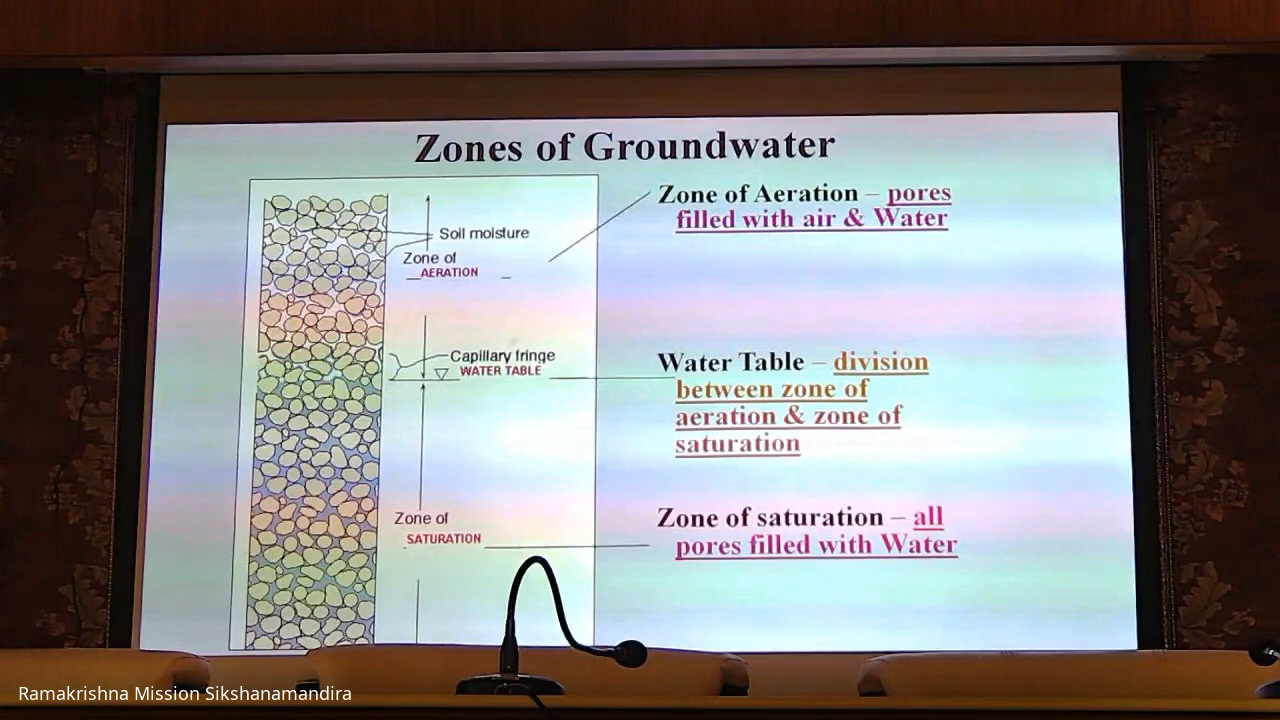 Zones of Groundwater
Soil moisture
Zone of
AERATION
Capillary fringe
WATER TABLE
Zone of
SATURATION
Zone of Aeration – pores
filled with air & Water
Water Table – division
between zone of
aeration & zone of
saturation
Zone of saturation – all
pores filled with Water
Ramakrishna Mission Sikshanamandira